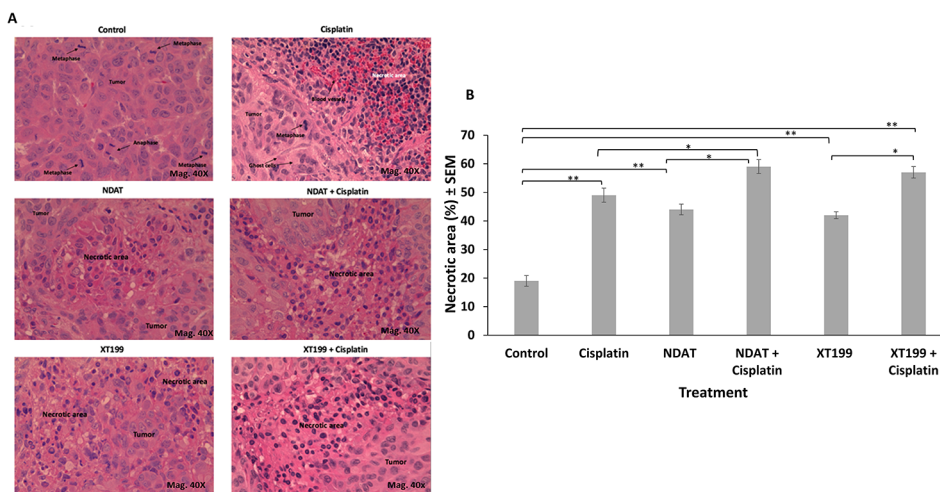 A
Control
Metaphase
Metaphase
Metaphase
Tumor
Anaphase
Metaphase
Metaphase
Mag. 40X
Cisplatin
Necrotic area
Blood vessels
Tumor
Metaphase
Ghost cells
Mag. 40X
NDAT
Tumor
Necrotic area
Tumor
Mag. 40X
NDAT + Cisplatin
Tumor
Necrotic area
Mag. 40X
XT199
Necrotic area
Necrotic area
Tumor
Mag. 40X
XT199 + Cisplatin
Necrotic area
Tumor
Mag. 40x
B
Necrotic area (%) ± SEM
70
60
50
40
30
20
10
0
**
**
*
*
**
*
**
Control
Cisplatin
NDAT
NDAT +
Cisplatin
XT199
XT199 +
Cisplatin
Treatment